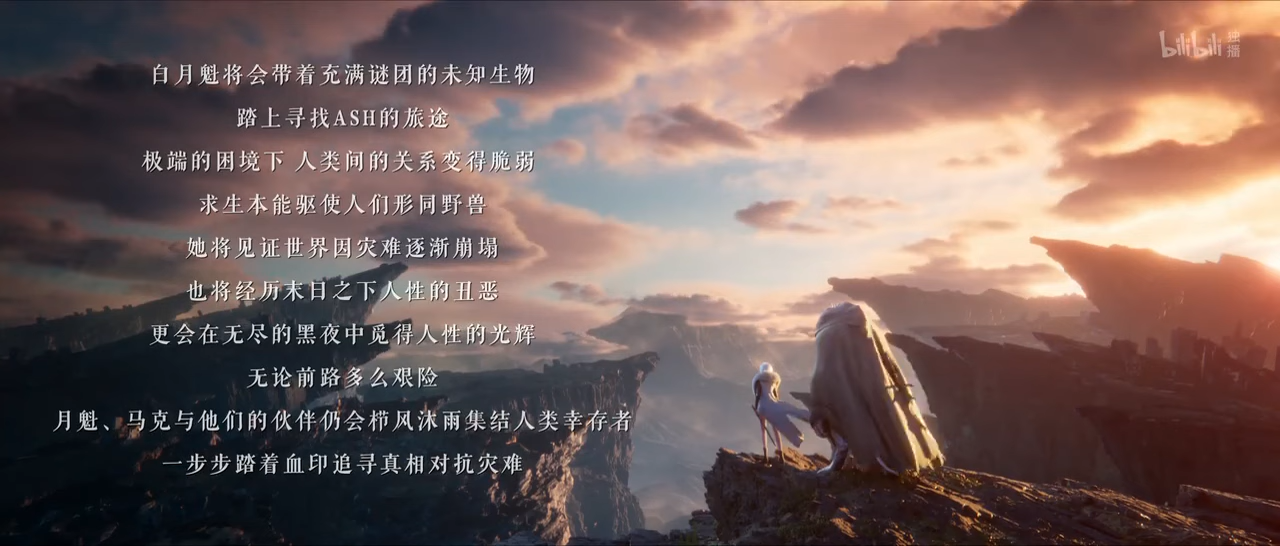 白月魁将会带着充满谜团的未知生物
踏上寻找ASH的旅途
极端的困境下 人类间的关系变得脆弱
求生本能驱使人们形同野兽
她将见证世界因灾难逐渐崩塌
也将经历末日之下人性的丑恶
更会在无尽的黑夜中觅得人性的光辉
无论前路多么艰险
月魁、马克与他们的伙伴仍会栉风沐雨集结人类幸存者
一步步踏着血印追寻真相对抗灾难
bilibili 独播